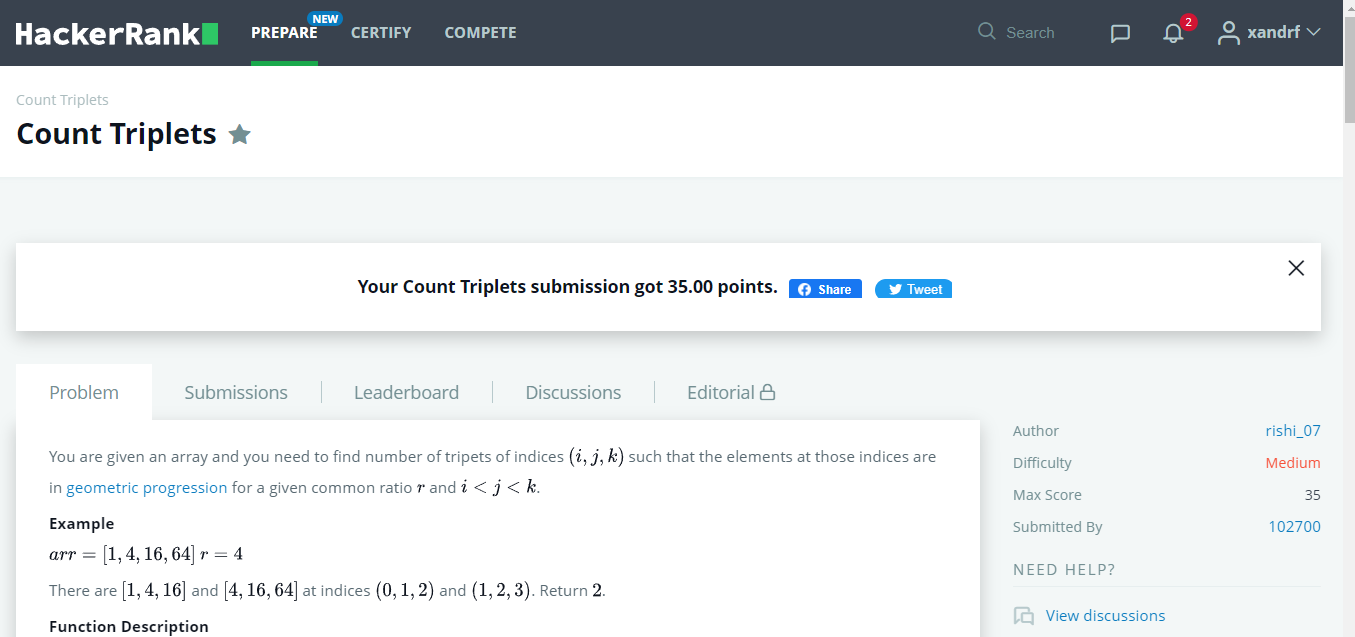 HackerRank PREPARE NEW CERTIFY COMPETE Search 2 xandrf
Count Triplets
Count Triplets
Your Count Triplets submission got 35.00 points. Share Tweet
Problem Submissions Leaderboard Discussions Editorial
You are given an array and you need to find number of tripets of indices (i, j, k) such that the elements at those indices are
in geometric progression for a given common ratio r and i < j < k.
Example
arr = [1, 4, 16, 64] r = 4
There are [1, 4, 16] and [4, 16, 64] at indices (0, 1, 2) and (1, 2, 3). Return 2.
Function Description
Author rishi_07
Difficulty Medium
Max Score 35
Submitted By 102700
NEED HELP?
View discussions